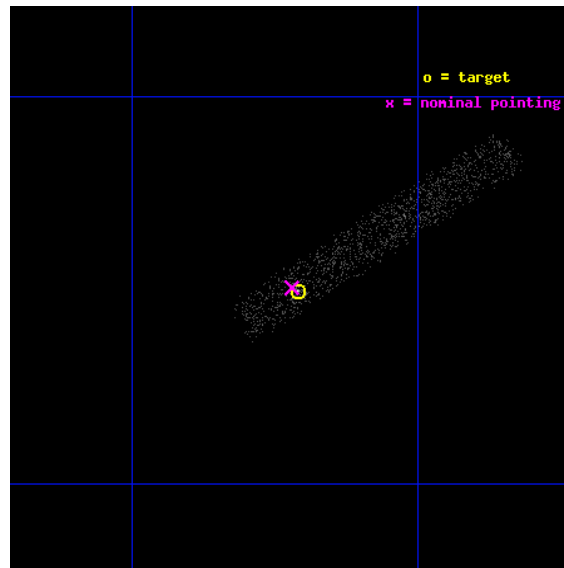 o = target
x = nominal pointing